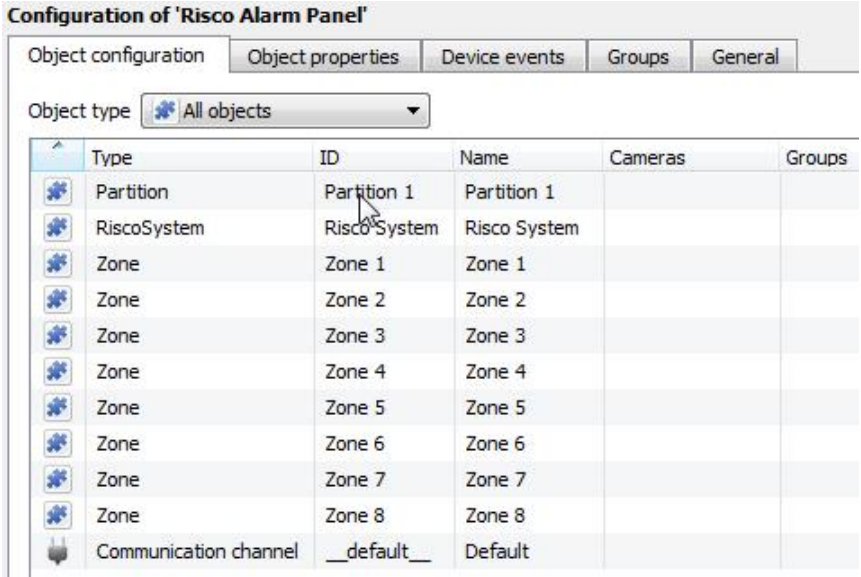 Configuration of 'Risco Alarm Panel'
Object configuration Object properties Device events Groups General
Object type All objects
Type ID Name Cameras Groups
Partition Partition 1 Partition 1
RiscoSystem Risco System Risco System
Zone Zone 1 Zone 1
Zone Zone 2 Zone 2
Zone Zone 3 Zone 3
Zone Zone 4 Zone 4
Zone Zone 5 Zone 5
Zone Zone 6 Zone 6
Zone Zone 7 Zone 7
Zone Zone 8 Zone 8
Communication channel __default__ Default